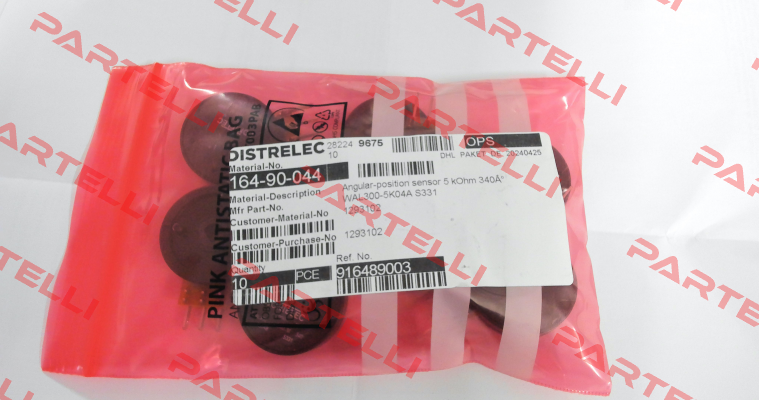 PARTELLI
DISTRELEC
28224 9675
10
OPS
DHL PAKET DE 20240425
Material-No.
164-90-044
Material-Description
Angular-position sensor 5 kOhm 340Â°
WAL300-5K04A S331
Mfr Part-No.
1293102
Customer-Material-No
Customer-Purchase-No
1293102
Quantity
10 PCE
Ref. No.
916489003
PINK ANTISTATIC BAG
PARTELLI
PARTELLI
PARTELLI
PARTELLI
PARTELLI
PARTELLI
PARTELLI
PARTELLI